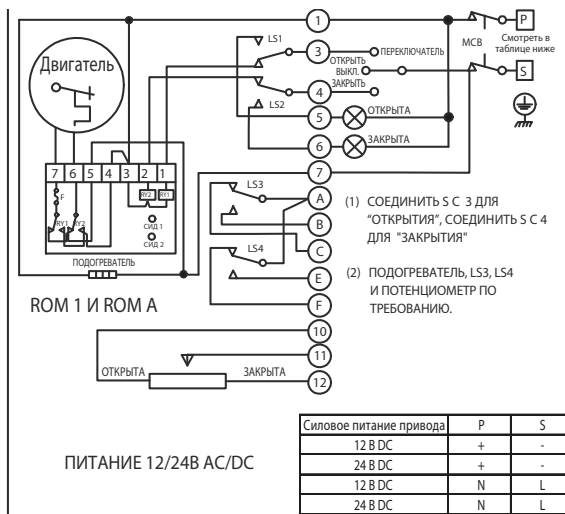 Двигатель
7 6 5 4 3 2 1
F
RY1 RY2
RY2 RY1
СИД 1
СИД 2
ПОДОГРЕВАТЕЛЬ
ROM 1 И ROM A
LS1
LS2
LS3
LS4
1
3
4
5
6
7
A
B
C
E
F
10
11
12
ПЕРЕКЛЮЧАТЕЛЬ
ОТКРЫТЬ
ВЫКЛ.
ЗАКРЫТЬ
ОТКРЫТА
ЗАКРЫТА
MCB
P
Смотреть в
таблице ниже
S
(1) СОЕДИНИТЬ S С 3 ДЛЯ
“ОТКРЫТИЯ”, СОЕДИНИТЬ S С 4
ДЛЯ "ЗАКРЫТИЯ"
(2) ПОДОГРЕВАТЕЛЬ, LS3, LS4
И ПОТЕНЦИОМЕТР ПО
ТРЕБОВАНИЮ.
ОТКРЫТА ЗАКРЫТА
ПИТАНИЕ 12/24В AC/DC
Силовое питание привода P S
12 В DC + -
24 В DC + -
12 В DC N L
24 В DC N L